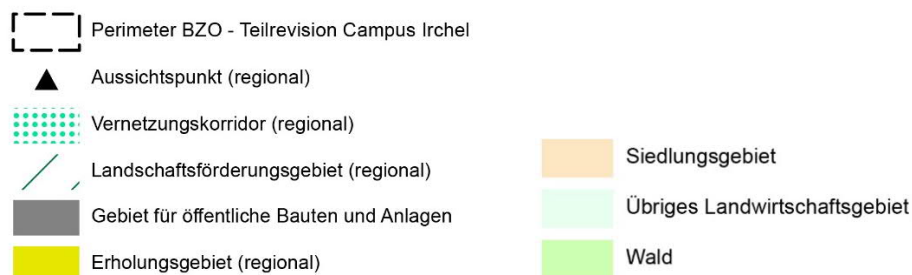 Perimeter BZO - Teilrevision Campus Irchel
Aussichtspunkt (regional)
Vernetzungskorridor (regional)
Landschaftsförderungsgebiet (regional)
Gebiet für öffentliche Bauten und Anlagen
Erholungsgebiet (regional)
Siedlungsgebiet
Übriges Landwirtschaftsgebiet
Wald